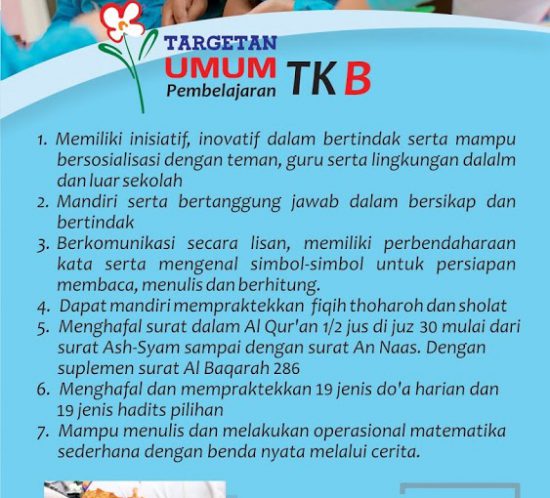 TARGETAN
UMUM TK B
Pembelajaran
1. Memiliki inisiatif, inovatif dalam bertindak serta mampu
bersosialisasi dengan teman, guru serta lingkungan dalalm
dan luar sekolah
2. Mandiri serta bertanggung jawab dalam bersikap dan
bertindak
3. Berkomunikasi secara lisan, memiliki perbendaharaan
kata serta mengenal simbol-simbol untuk persiapan
membaca, menulis dan berhitung.
4. Dapat mandiri mempraktekkan fiqih thoharoh dan sholat
5. Menghafal surat dalam Al Qur'an 1/2 jus di juz 30 mulai dari
surat Ash-Syam sampai dengan surat An Naas. Dengan
suplemen surat Al Baqarah 286
6. Menghafal dan mempraktekkan 19 jenis do'a harian dan
19 jenis hadits pilihan
7. Mampu menulis dan melakukan operasional matematika
sederhana dengan benda nyata melalui cerita.